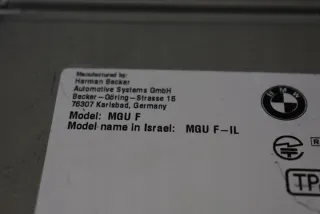 Manufactured by:
Harman Becker
Automotive Systems GmbH
Becker-Göring-Strasse 16
76307 Karlsbad, Germany
Model: MGU F
Model name in Israel: MGU F-IL
BMW
R
TP